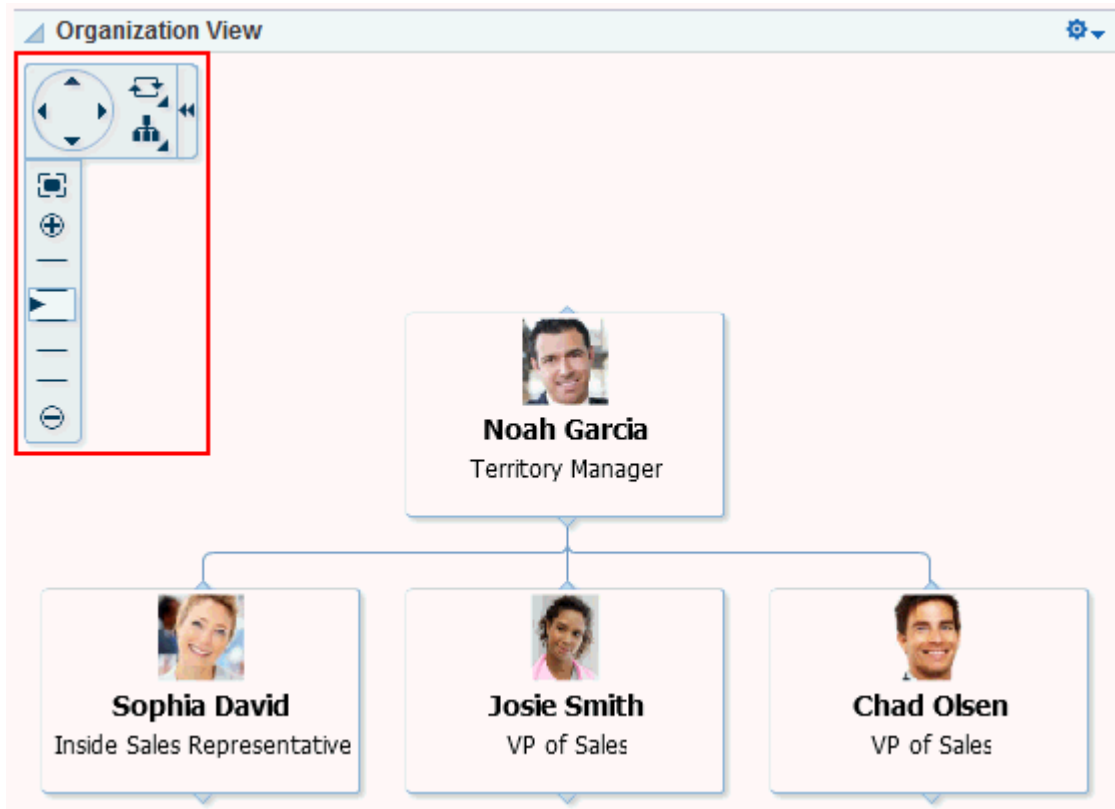 Organization View
Noah Garcia
Territory Manager
Sophia David
Inside Sales Representative
Josie Smith
VP of Sales
Chad Olsen
VP of Sales